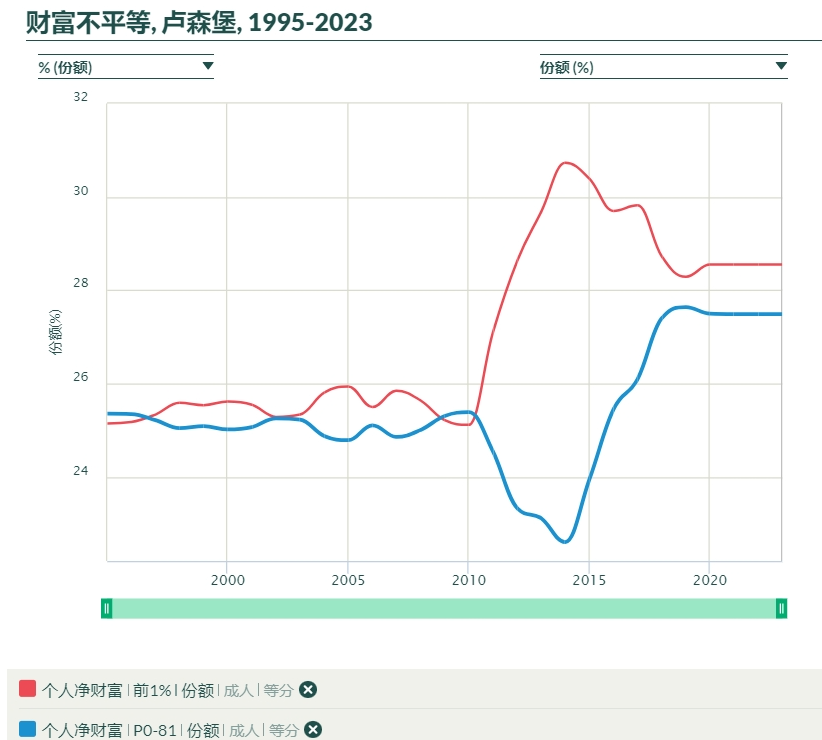 财富不平等, 卢森堡, 1995-2023
% (份额)
份额 (%)
32
30
28
26
24
份额(%)
2000
2005
2010
2015
2020
个人净财富 | 前1% | 份额 | 成人 | 等分
个人净财富 | P0-81 | 份额 | 成人 | 等分